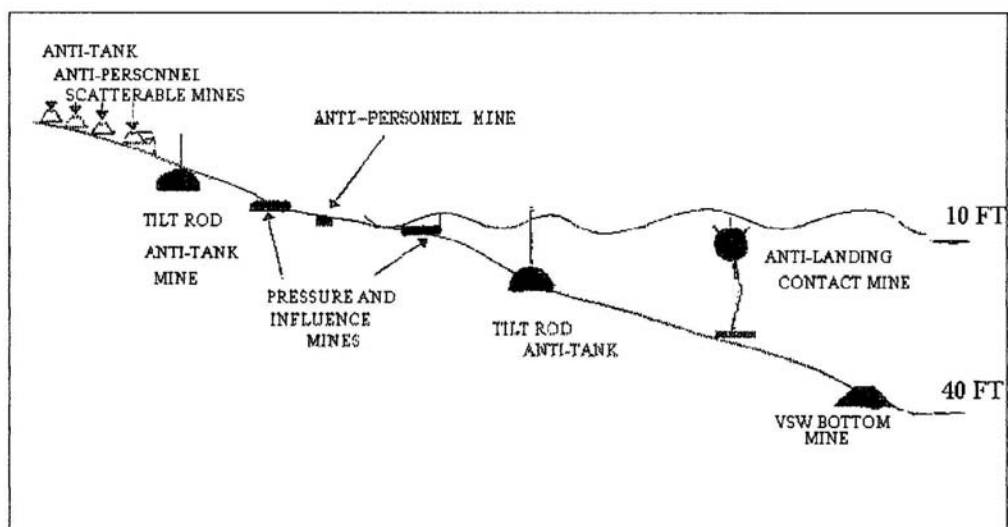 ANTI-TANK
ANTI-PERSCNNEL
SCATTERABLE MINES
ANTI-PERSONNEL MINE
TILT ROD
ANTI-TANK
MINE
PRESSURE AND
INFLUENCE
MINES
TILT ROD
ANTI-TANK
10 FT
ANTI-LANDING
CONTACT MINE
40 FT
VSW BOTTOM
MINE